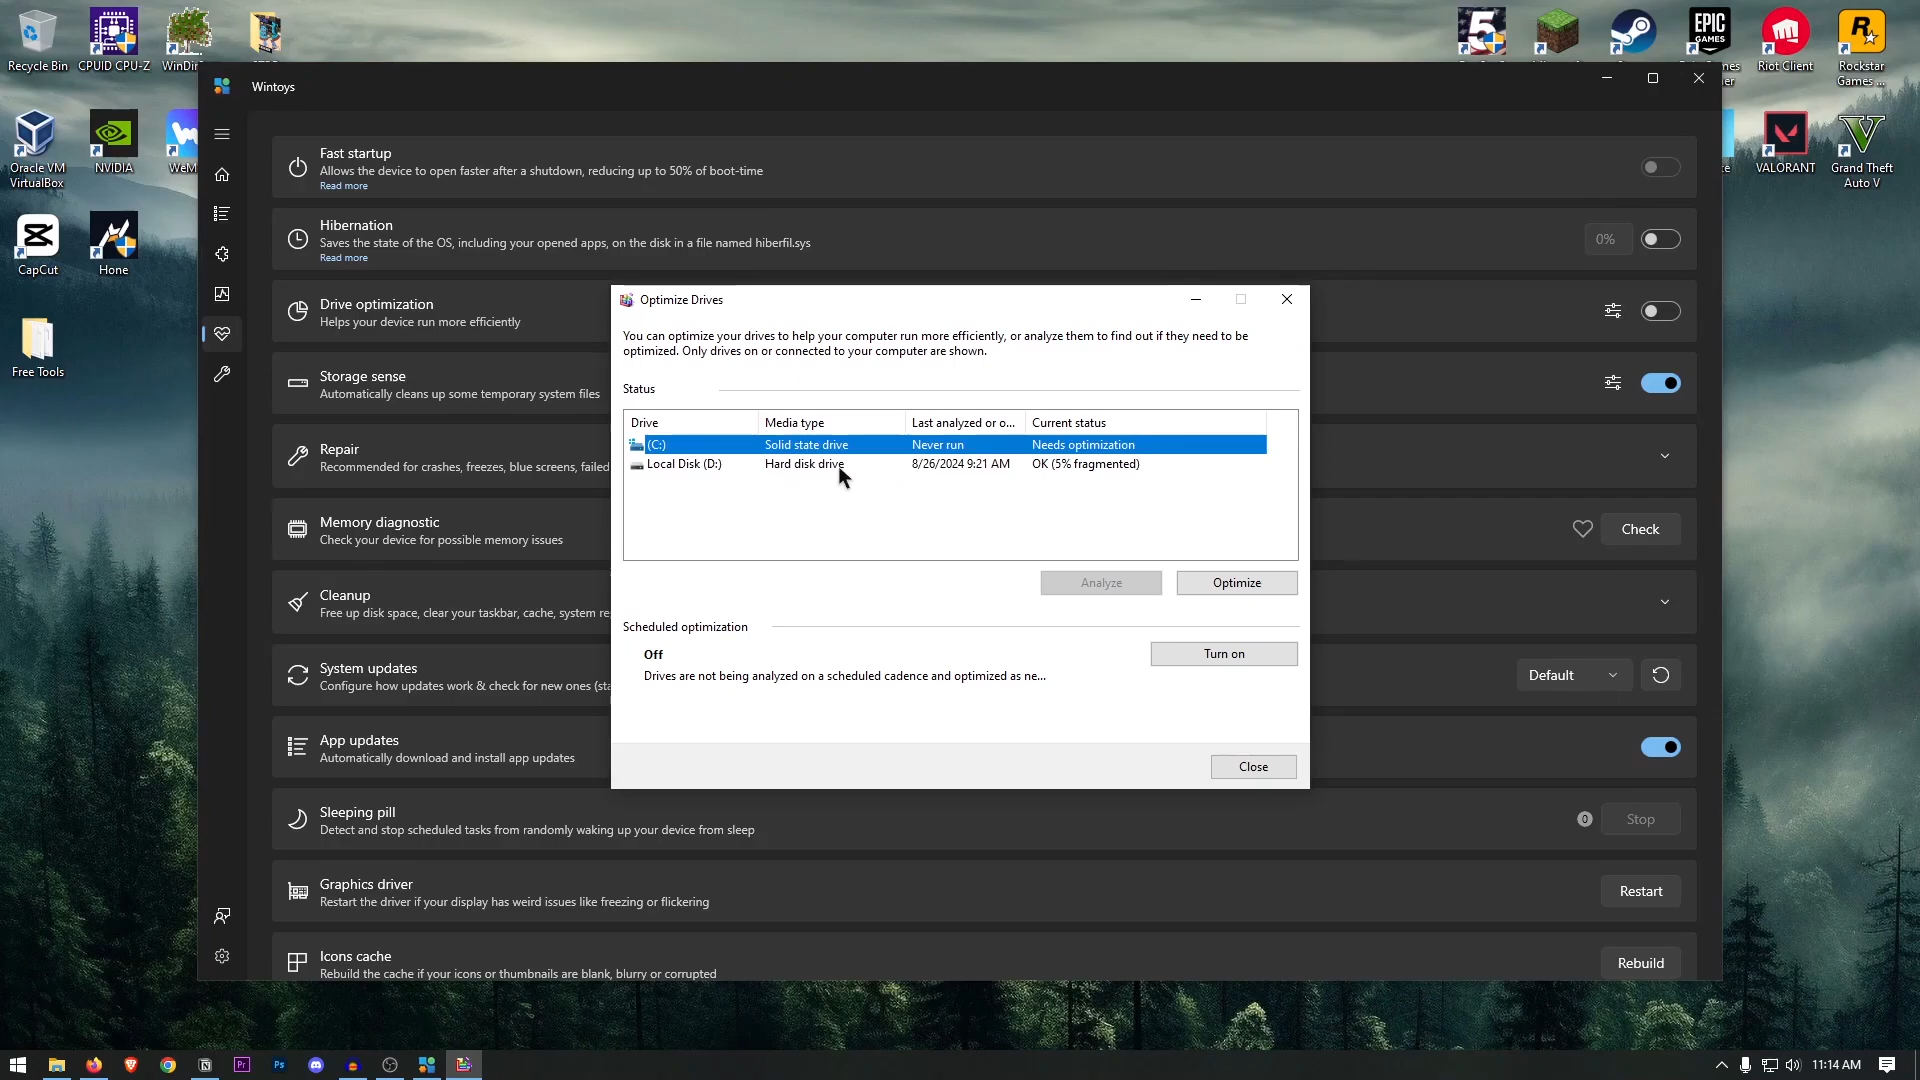 Recycle Bin
CPUID CPU-Z
WinDir
Riot Client
Rockstar
Games ...
Oracle VM
VirtualBox
NVIDIA
WeM
VALORANT
Grand Theft
Auto V
CapCut
Hone
Free Tools
EPIC
GAMES
Wintoys
Fast startup
Allows the device to open faster after a shutdown, reducing up to 50% of boot-time
Read more
Hibernation
Saves the state of the OS, including your opened apps, on the disk in a file named hiberfil.sys
Read more
0%
Drive optimization
Helps your device run more efficiently
Storage sense
Automatically cleans up some temporary system files
Repair
Recommended for crashes, freezes, blue screens, failed
Memory diagnostic
Check your device for possible memory issues
Check
Cleanup
Free up disk space, clear your taskbar, cache, system re
System updates
Configure how updates work & check for new ones (sta
Default
App updates
Automatically download and install app updates
Sleeping pill
Detect and stop scheduled tasks from randomly waking up your device from sleep
0
Stop
Graphics driver
Restart the driver if your display has weird issues like freezing or flickering
Restart
Icons cache
Rebuild the cache if your icons or thumbnails are blank, blurry or corrupted
Rebuild
Optimize Drives
You can optimize your drives to help your computer run more efficiently, or analyze them to find out if they need to be
optimized. Only drives on or connected to your computer are shown.
Status
Drive Media type Last analyzed or o... Current status
(C:) Solid state drive Never run Needs optimization
Local Disk (D:) Hard disk drive 8/26/2024 9:21 AM OK (5% fragmented)
Analyze
Optimize
Scheduled optimization
Off
Turn on
Drives are not being analyzed on a scheduled cadence and optimized as ne...
Close
11:14 AM